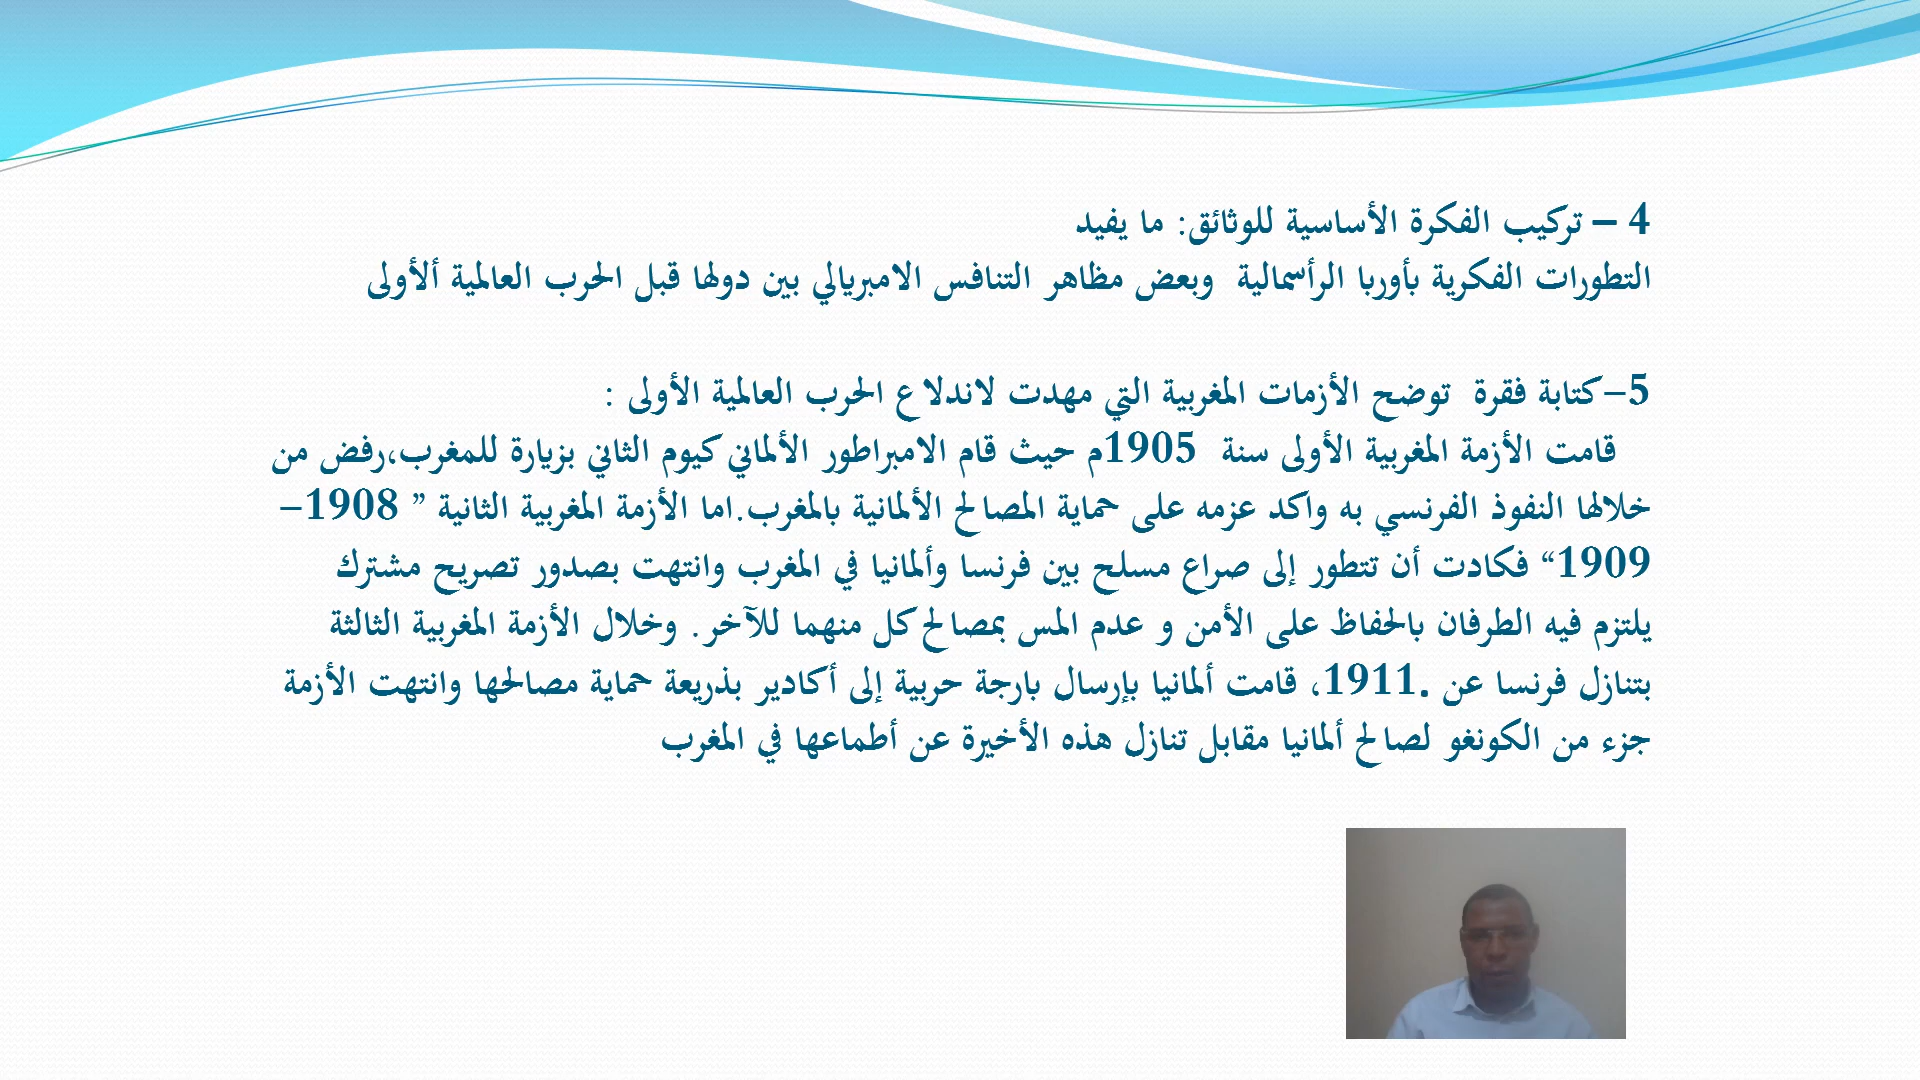 4 – تركيب الفكرة الأساسية للوثائق: ما يفيد
التطورات الفكرية بأوربا الرأسمالية وبعض مظاهر التنافس الامبريالي بين دولها قبل الحرب العالمية ألأولى
5-كتابة فقرة توضح الأزمات المغربية التي مهدت لاندلاع الحرب العالمية الأولى :
قامت الأزمة المغربية الأولى سنة 1905م حيث قام الامبراطور الألماني كيوم الثاني بزيارة للمغرب،رفض من
خلالها النفوذ الفرنسي به واكد عزمه على حماية المصالح الألمانية بالمغرب.اما الأزمة المغربية الثانية ” 1908-
1909“ فكادت أن تتطور إلى صراع مسلح بين فرنسا وألمانيا في المغرب وانتهت بصدور تصريح مشترك
يلتزم فيه الطرفان بالحفاظ على الأمن و عدم المس بمصالح كل منهما للآخر. وخلال الأزمة المغربية الثالثة
بتنازل فرنسا عن .1911، قامت ألمانيا بإرسال بارجة حربية إلى أكادير بذريعة حماية مصالحها وانتهت الأزمة
جزء من الكونغو لصالح ألمانيا مقابل تنازل هذه الأخيرة عن أطماعها في المغرب